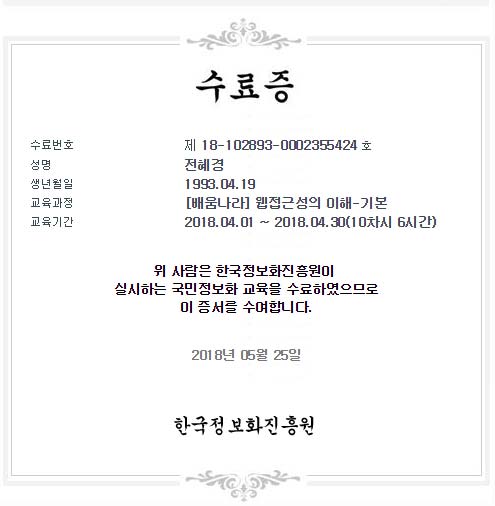 수료증
수료번호 제 18-102893-0002355424 호
성명 전혜경
생년월일 1993.04.19
교육과정 [배움나라] 웹접근성의 이해-기본
교육기간 2018.04.01 ~ 2018.04.30(10차시 6시간)
위 사람은 한국정보화진흥원이
실시하는 국민정보화 교육을 수료하였으므로
이 증서를 수여합니다.
2018년 05월 25일
한국정보화진흥원